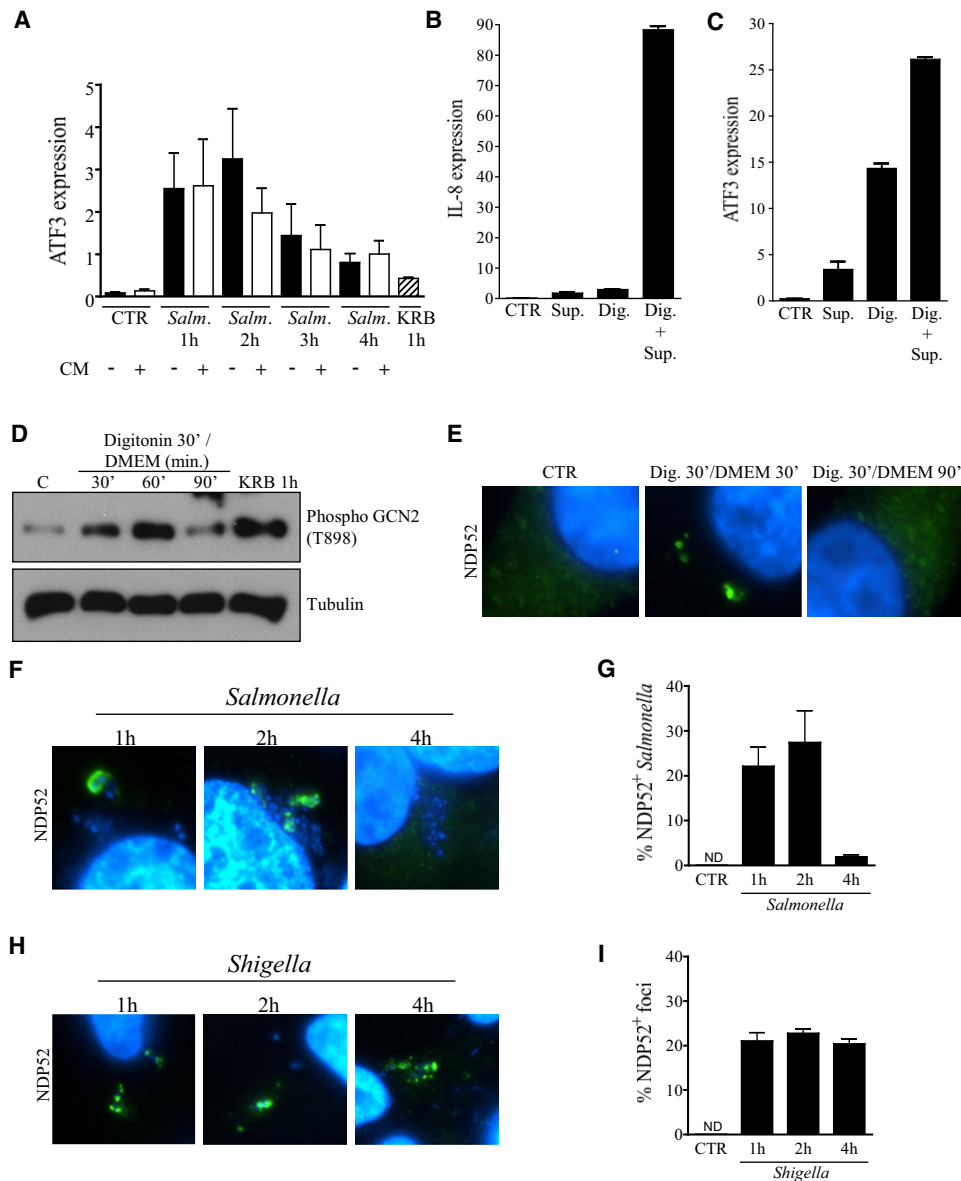 A
ATF3 expression
5
4
3
2
1
0
CTR
Salm. 1h
Salm. 2h
Salm. 3h
Salm. 4h
KRB 1h
CM - + - + - + - + - +
B
IL-8 expression
90
80
70
60
50
40
30
20
10
0
CTR
Sup.
Dig.
Dig. + Sup.
C
ATF3 expression
30
25
20
15
10
5
0
CTR
Sup.
Dig.
Dig. + Sup.
D
Digitonin 30' /
DMEM (min.)
C 30' 60' 90' KRB 1h
Phospho GCN2
(T898)
Tubulin
E
CTR
Dig. 30'/DMEM 30'
Dig. 30'/DMEM 90'
NDP52
F
Salmonella
1h 2h 4h
NDP52
G
% NDP52+ Salmonella
40
30
20
10
0
ND
CTR 1h 2h 4h
Salmonella
H
Shigella
1h 2h 4h
NDP52
I
% NDP52+ foci
40
30
20
10
0
ND
CTR 1h 2h 4h
Shigella